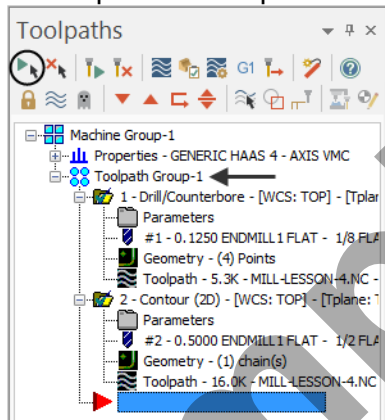 Toolpaths
G1
Machine Group-1
Properties - GENERIC HAAS 4 - AXIS VMC
Toolpath Group-1
1 - Drill/Counterbore - [WCS: TOP] - [Tplan
Parameters
#1 - 0.1250 ENDMILL1 FLAT - 1/8 FLA
Geometry - (4) Points
Toolpath - 5.3K - MILL-LESSON-4.NC -
2 - Contour (2D) - [WCS: TOP] - [Tplane: T
Parameters
#2 - 0.5000 ENDMILL1 FLAT - 1/2 FLA
Geometry - (1) chain(s)
Toolpath - 16.0K - MILL-LESSON-4.NC